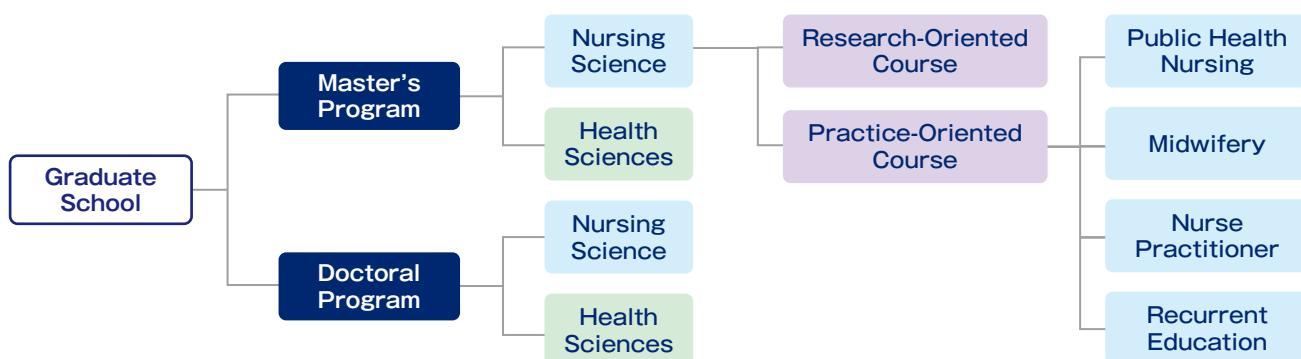 Graduate
School
Master's
Program
Doctoral
Program
Nursing
Science
Health
Sciences
Nursing
Science
Health
Sciences
Research-Oriented
Course
Practice-Oriented
Course
Public Health
Nursing
Midwifery
Nurse
Practitioner
Recurrent
Education